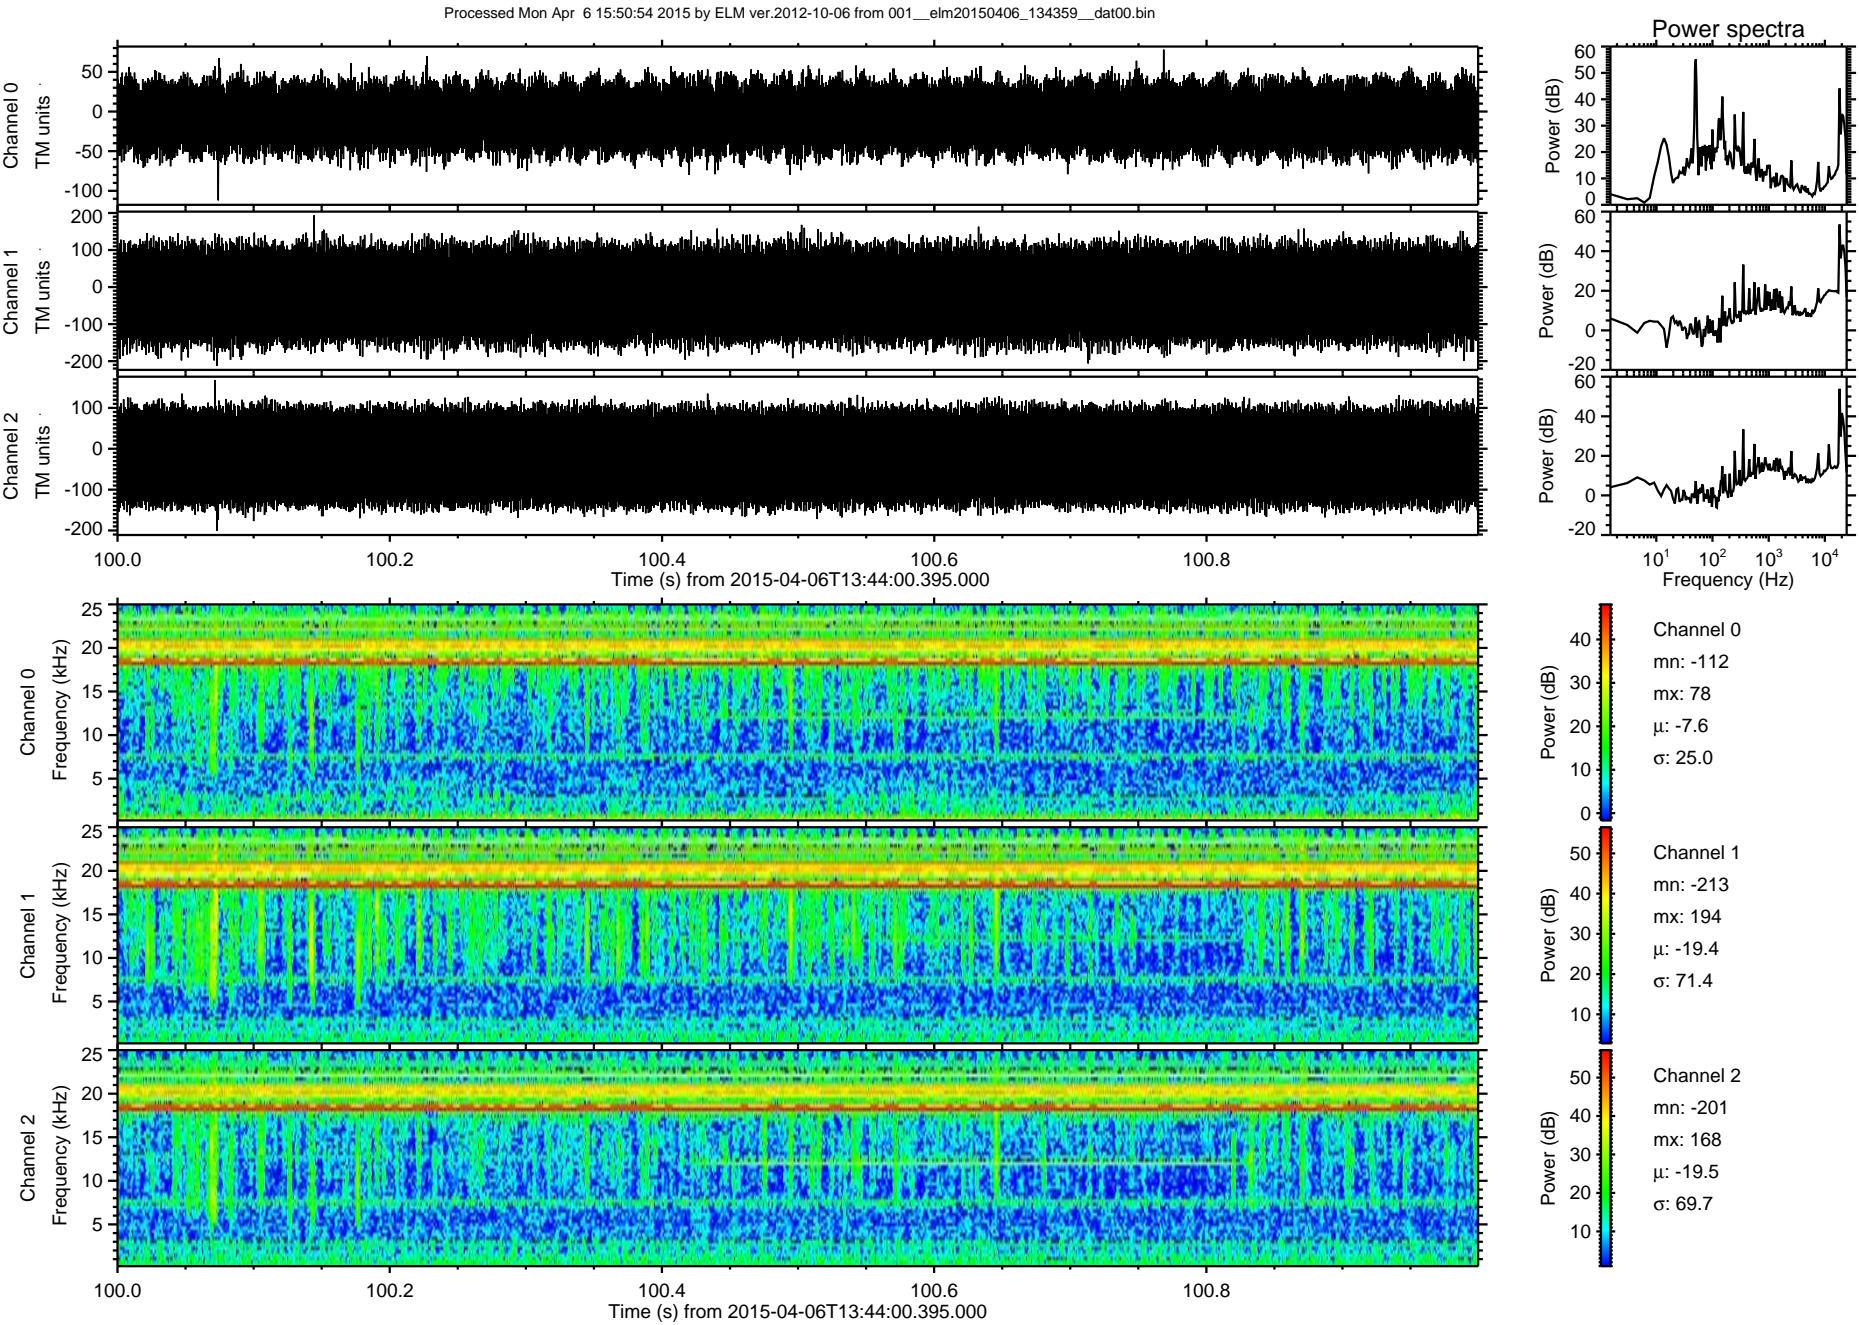 Processed Mon Apr  6 15:50:54 2015 by ELM ver.2012-10-06 from 001__elm20150406_134359__dat00.bin
Power spectra
Channel 0
TM units
50
0
-50
-100
Channel 1
TM units
200
100
0
-100
-200
Channel 2
TM units
100
0
-100
-200
100.0 100.2 100.4 100.6 100.8
Time (s) from 2015-04-06T13:44:00.395.000
Power (dB)
60
50
40
30
20
10
0
Power (dB)
60
40
20
0
-20
Power (dB)
60
40
20
0
-20
10^1 10^2 10^3 10^4
Frequency (Hz)
Channel 0
Frequency (kHz)
25
20
15
10
5
Channel 1
Frequency (kHz)
25
20
15
10
5
Channel 2
Frequency (kHz)
25
20
15
10
5
100.0 100.2 100.4 100.6 100.8
Time (s) from 2015-04-06T13:44:00.395.000
Power (dB)
40
30
20
10
0
Channel 0
mn: -112
mx: 78
μ: -7.6
σ: 25.0
Power (dB)
50
40
30
20
10
Channel 1
mn: -213
mx: 194
μ: -19.4
σ: 71.4
Power (dB)
50
40
30
20
10
Channel 2
mn: -201
mx: 168
μ: -19.5
σ: 69.7